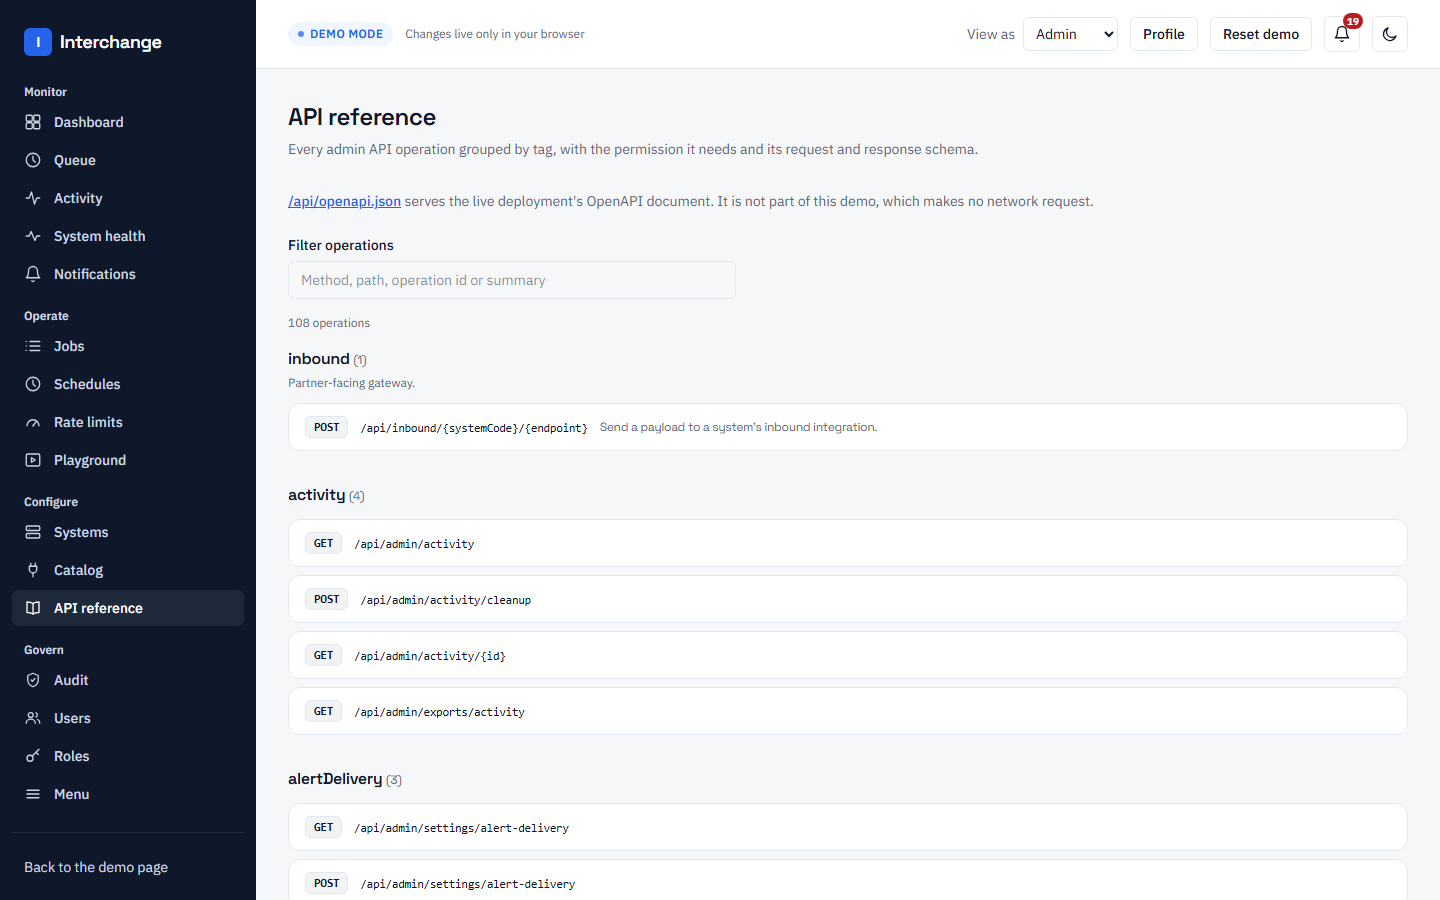 I Interchange
Monitor
Dashboard
Queue
Activity
System health
Notifications
Operate
Jobs
Schedules
Rate limits
Playground
Configure
Systems
Catalog
API reference
Govern
Audit
Users
Roles
Menu
Back to the demo page
DEMO MODE Changes live only in your browser View as Admin Profile Reset demo 19
API reference
Every admin API operation grouped by tag, with the permission it needs and its request and response schema.
/api/openapi.json serves the live deployment's OpenAPI document. It is not part of this demo, which makes no network request.
Filter operations
Method, path, operation id or summary
108 operations
inbound (1)
Partner-facing gateway.
POST /api/inbound/{systemCode}/{endpoint} Send a payload to a system's inbound integration.
activity (4)
GET /api/admin/activity
POST /api/admin/activity/cleanup
GET /api/admin/activity/{id}
GET /api/admin/exports/activity
alertDelivery (3)
GET /api/admin/settings/alert-delivery
POST /api/admin/settings/alert-delivery